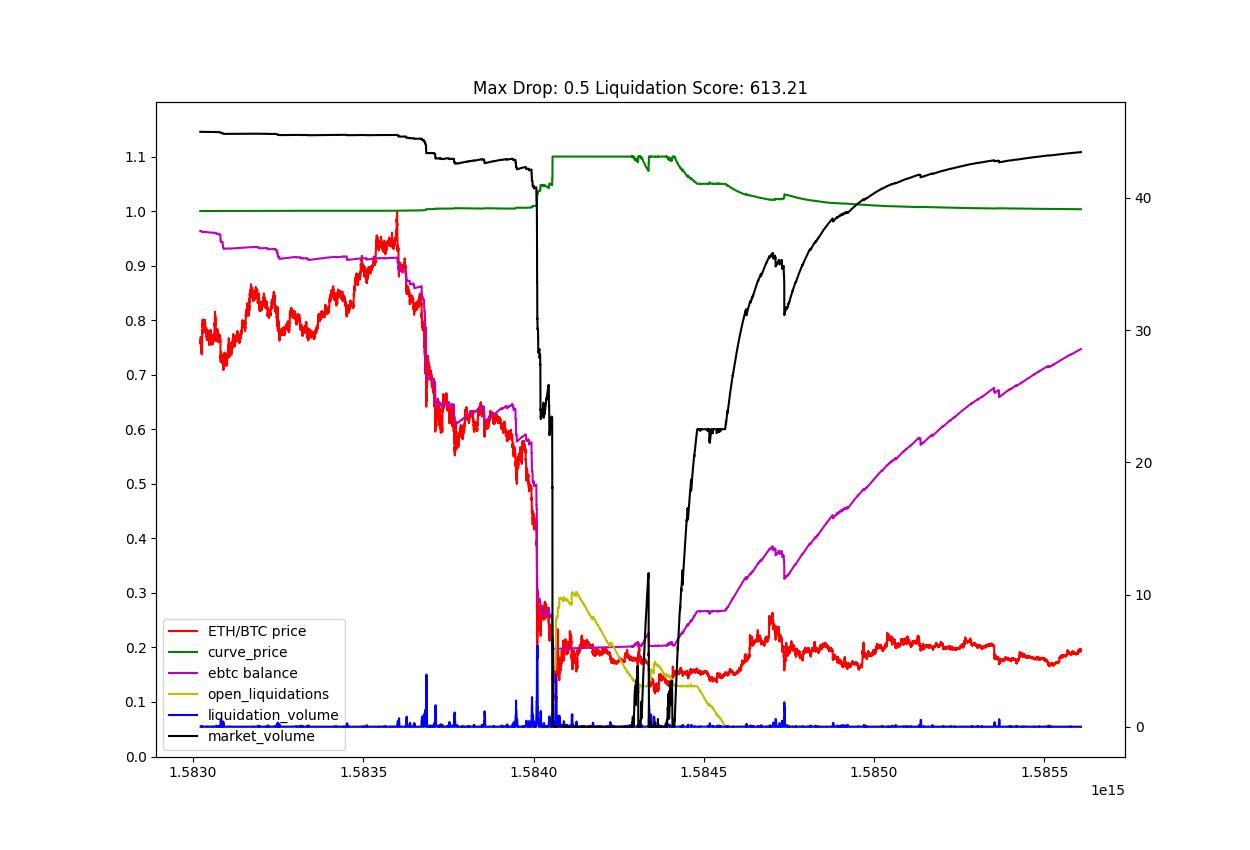 Max Drop: 0.5 Liquidation Score: 613.21
1.1
1.0
0.9
0.8
0.7
0.6
0.5
0.4
0.3
0.2
0.1
0.0
40
30
20
10
0
ETH/BTC price
curve_price
ebtc balance
open_liquidations
liquidation_volume
market_volume
1.5830 1.5835 1.5840 1.5845 1.5850 1.5855
1e15